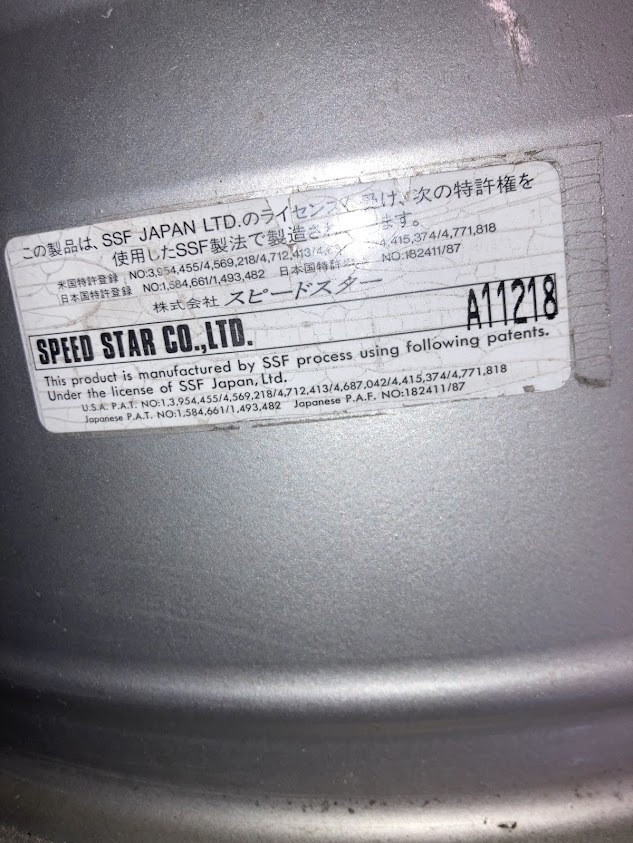 この製品は、SSF JAPAN LTD.のライセンス 受け、次の特許権を
使用したSSF製法で製造さ ます。
米国特許登録 NO:3,954,455/4,569,218/4,712,413/ 4,415,374/4,771,818
日本国特許登録 NO:1,584,661/1,493,482 日本国特許 NO:182411/87
株式会社 スピードスター
SPEED STAR CO.,LTD. A11218
This product is manufactured by SSF process using following patents.
Under the license of SSF Japan, Ltd.
U.S.A. P.A.T. NO:1,3,954,455/4,569,218/4,712,413/4,687,042/4,415,374/4,771,818
Japanese P.A.T. NO:1,584,661/1,493,482 Japanese P.A.F. NO:182411/87